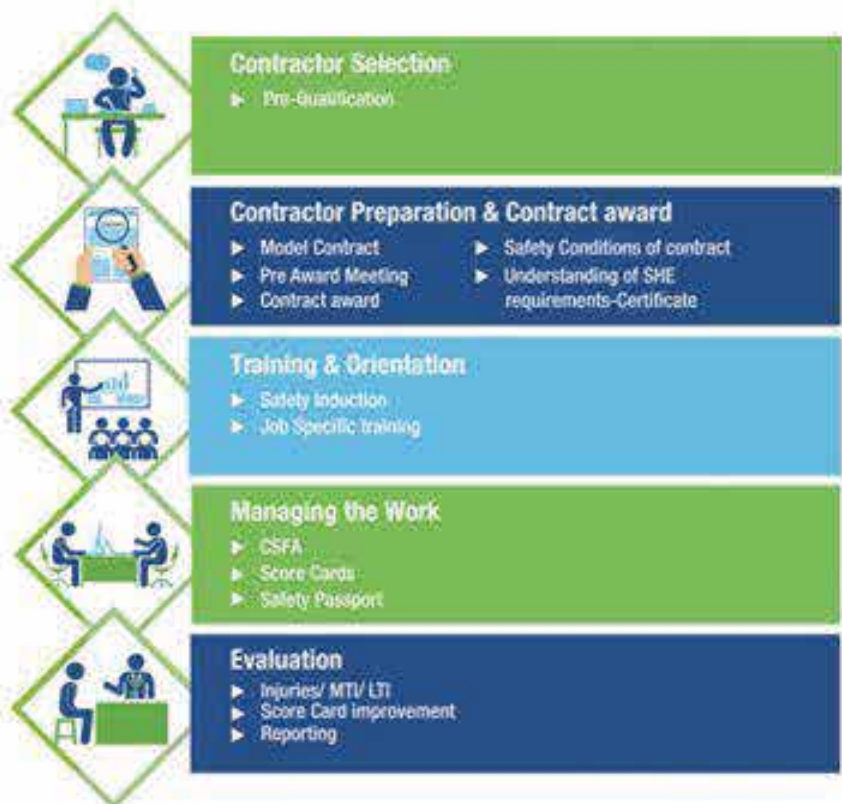 Contractor Selection
▶ Pre-Qualification
Contractor Preparation & Contract award
▶ Model Contract
▶ Pre Award Meeting
▶ Contract award
▶ Safety Conditions of contract
▶ Understanding of SHE
requirements-Certificate
Training & Orientation
▶ Safety Induction
▶ Job Specific training
Managing the Work
▶ CSFA
▶ Score Cards
▶ Safety Passport
Evaluation
▶ Injuries/ MTI/ LTI
▶ Score Card improvement
▶ Reporting